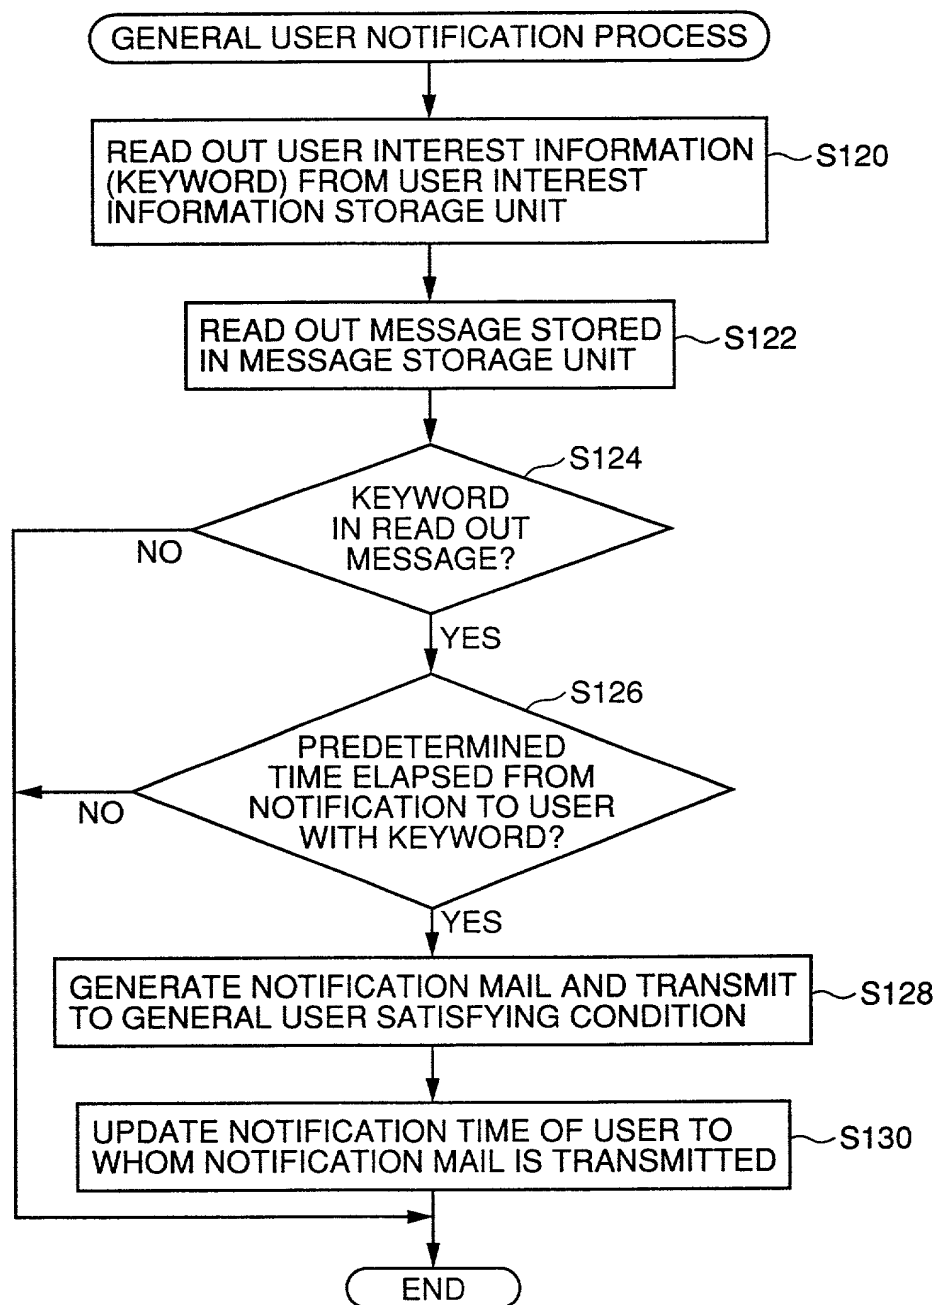 GENERAL USER NOTIFICATION PROCESS
READ OUT USER INTEREST INFORMATION
(KEYWORD) FROM USER INTEREST
INFORMATION STORAGE UNIT
S120
READ OUT MESSAGE STORED
IN MESSAGE STORAGE UNIT
S122
S124
KEYWORD
IN READ OUT
MESSAGE?
NO
YES
S126
PREDETERMINED
TIME ELAPSED FROM
NOTIFICATION TO USER
WITH KEYWORD?
NO
YES
GENERATE NOTIFICATION MAIL AND TRANSMIT
TO GENERAL USER SATISFYING CONDITION
S128
UPDATE NOTIFICATION TIME OF USER TO
WHOM NOTIFICATION MAIL IS TRANSMITTED
S130
END